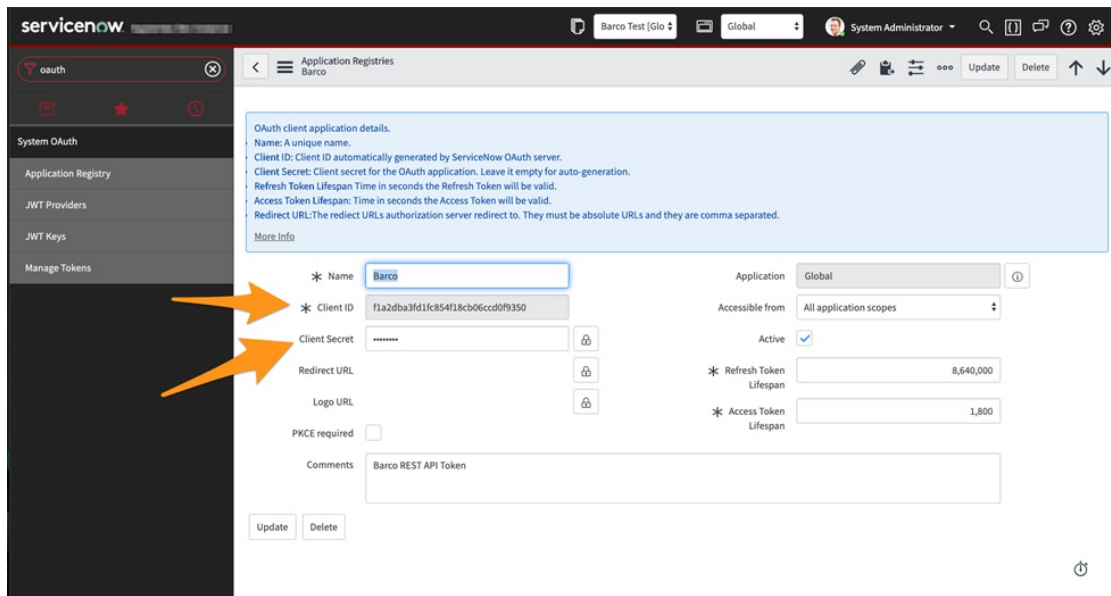 servicenow
Barco Test [Glo
Global
System Administrator
oauth
Application Registries
Barco
Update
Delete
System OAuth
Application Registry
JWT Providers
JWT Keys
Manage Tokens
OAuth client application details.
Name: A unique name.
Client ID: Client ID automatically generated by ServiceNow OAuth server.
Client Secret: Client secret for the OAuth application. Leave it empty for auto-generation.
Refresh Token Lifespan Time in seconds the Refresh Token will be valid.
Access Token Lifespan: Time in seconds the Access Token will be valid.
Redirect URL:The rediect URLs authorization server redirect to. They must be absolute URLs and they are comma separated.
More Info
Name Barco
Application Global
Client ID f1a2dba3fd1fc854f18cb06ccd0f9350
Accessible from All application scopes
Client Secret ••••••••
Active
Redirect URL
Refresh Token Lifespan 8,640,000
Logo URL
Access Token Lifespan 1,800
PKCE required
Comments Barco REST API Token
Update Delete